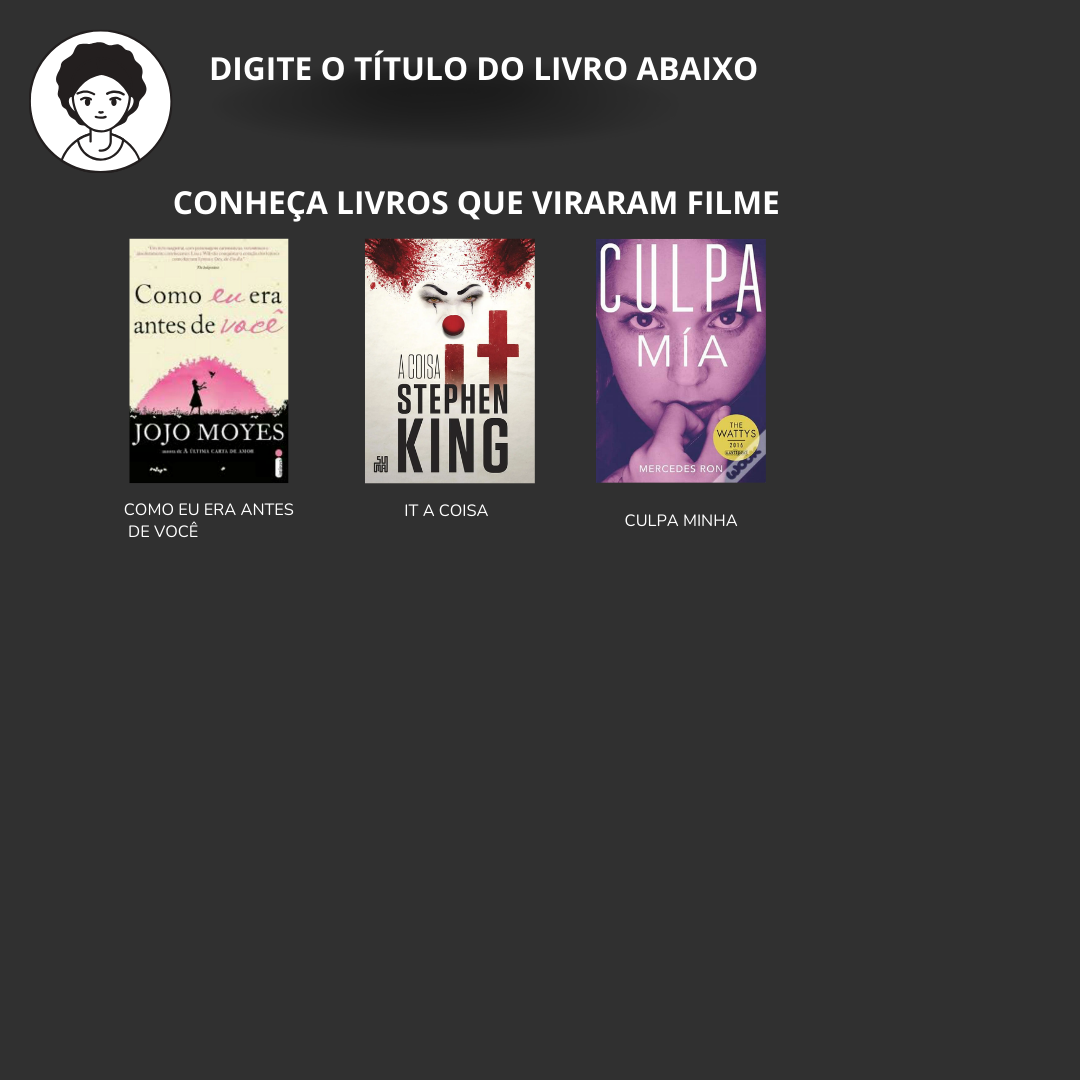 DIGITE O TÍTULO DO LIVRO ABAIXO
CONHEÇA LIVROS QUE VIRARAM FILME
Como eu era
antes de você
JOJO MOYES
autora de A ÚLTIMA CARTA DE AMOR
A COISA
it
STEPHEN
KING
SUMA
CULPA
MÍA
THE
WATTYS
2016
MERCEDES RON
COMO EU ERA ANTES
DE VOCÊ
IT A COISA
CULPA MINHA